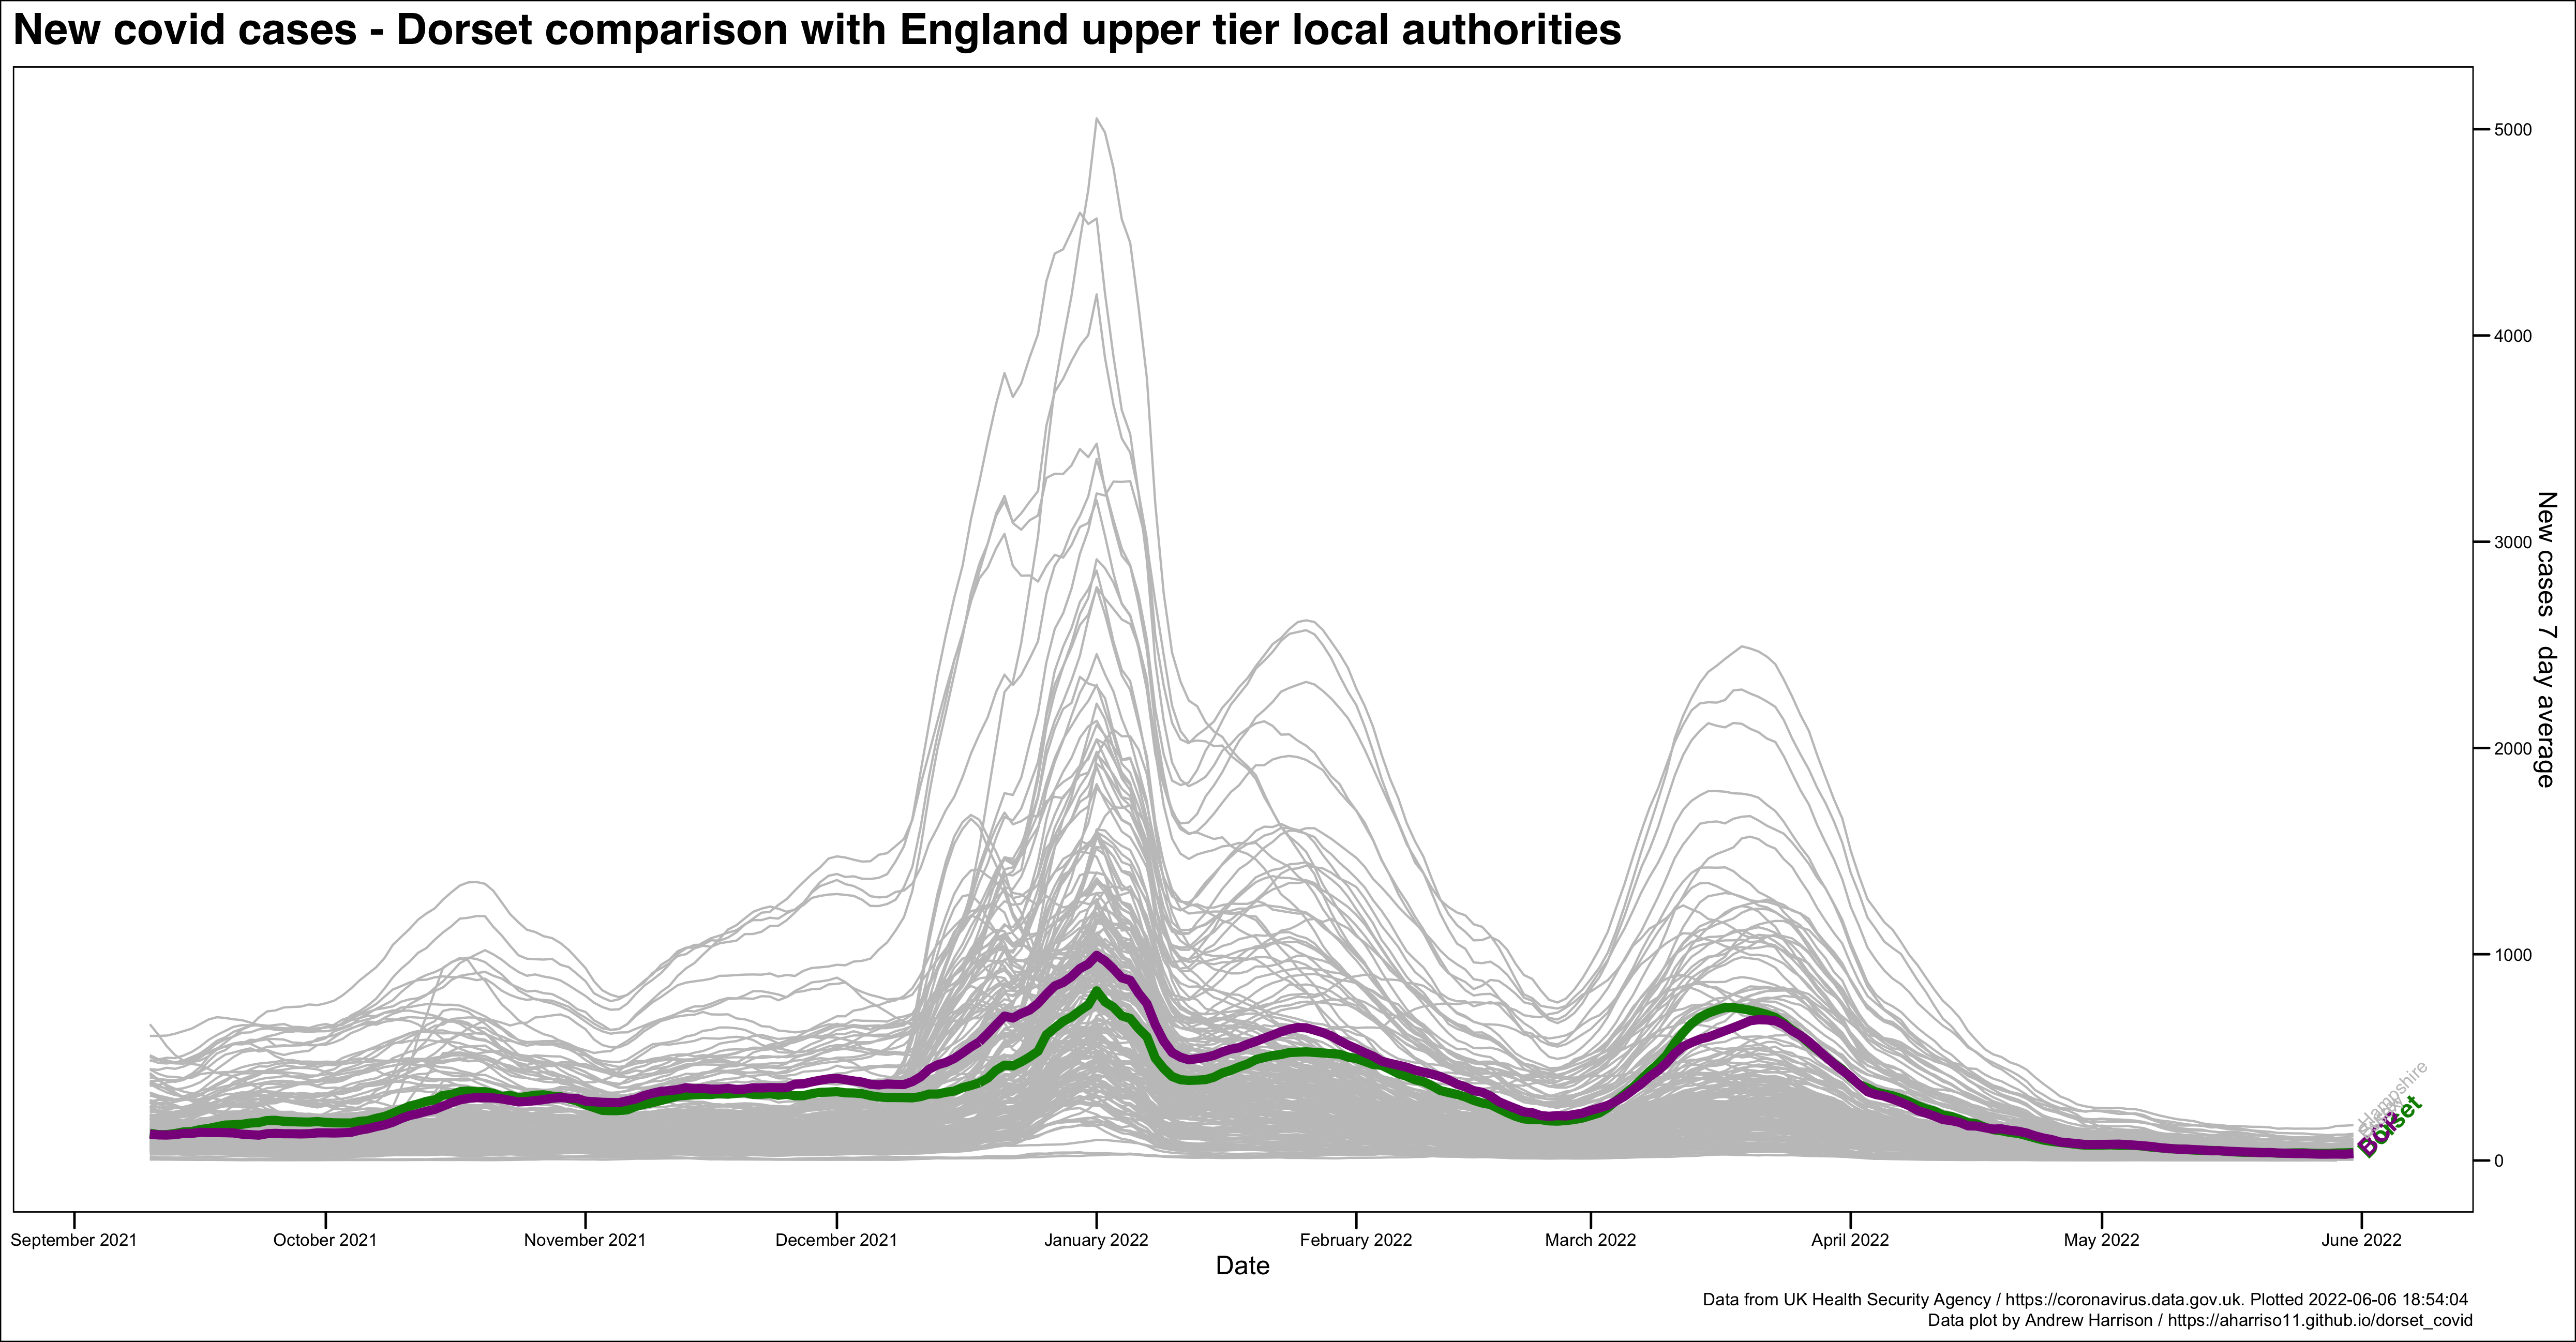 New covid cases - Dorset comparison with England upper tier local authorities
5000
4000
3000
2000
1000
0
New cases 7 day average
Hampshire
Dorset
September 2021
October 2021
November 2021
December 2021
January 2022
February 2022
March 2022
April 2022
May 2022
June 2022
Date
Data from UK Health Security Agency / https://coronavirus.data.gov.uk. Plotted 2022-06-06 18:54:04
Data plot by Andrew Harrison / https://aharriso11.github.io/dorset_covid